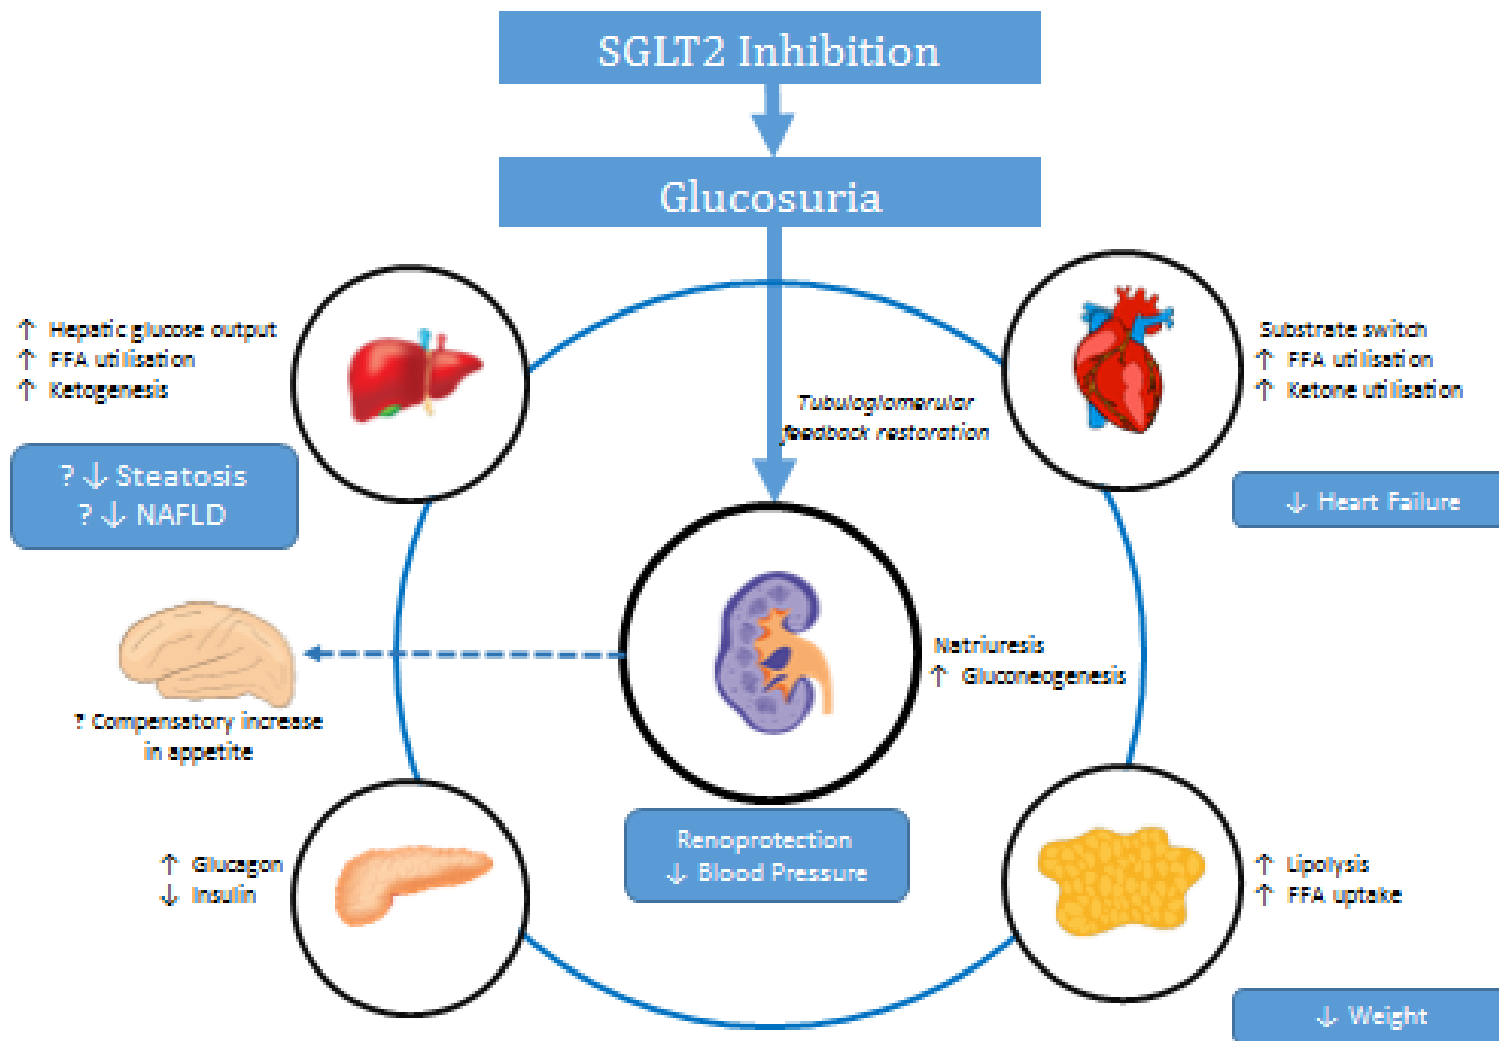 SGLT2 Inhibition
Glucosuria
↑ Hepatic glucose output
↑ FFA utilisation
↑ Ketogenesis
? ↓ Steatosis
? ↓ NAFLD
Substrate switch
↑ FFA utilisation
↑ Ketone utilisation
↓ Heart Failure
Tubuloglomerular
feedback restoration
Natriuresis
↑ Gluconeogenesis
? Compensatory increase
in appetite
Renoprotection
↓ Blood Pressure
↑ Glucagon
↓ Insulin
↑ Lipolysis
↑ FFA uptake
↓ Weight